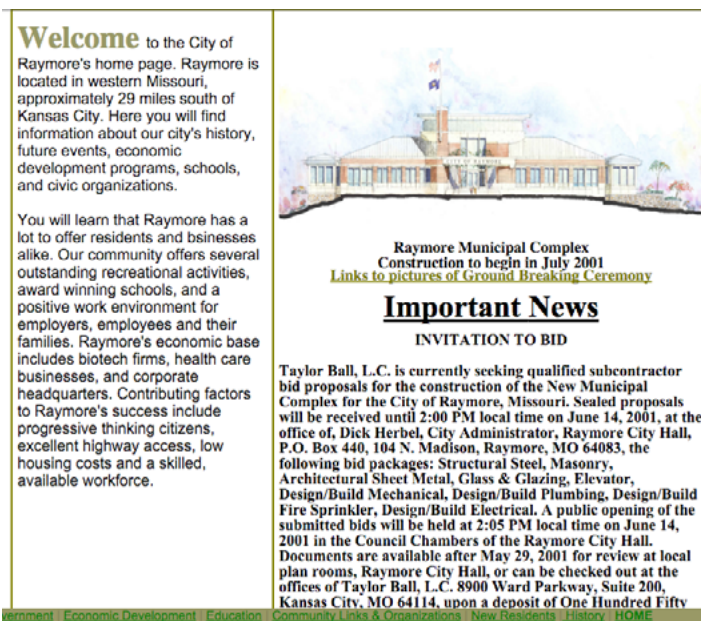 Welcome to the City of
Raymore's home page. Raymore is
located in western Missouri,
approximately 29 miles south of
Kansas City. Here you will find
information about our city's history,
future events, economic
development programs, schools,
and civic organizations.
You will learn that Raymore has a
lot to offer residents and bsinesses
alike. Our community offers several
outstanding recreational activities,
award winning schools, and a
positive work environment for
employers, employees and their
families. Raymore's economic base
includes biotech firms, health care
businesses, and corporate
headquarters. Contributing factors
to Raymore's success include
progressive thinking citizens,
excellent highway access, low
housing costs and a skilled,
available workforce.
CITY OF RAYMORE
Raymore Municipal Complex
Construction to begin in July 2001
Links to pictures of Ground Breaking Ceremony
Important News
INVITATION TO BID
Taylor Ball, L.C. is currently seeking qualified subcontractor
bid proposals for the construction of the New Municipal
Complex for the City of Raymore, Missouri. Sealed proposals
will be received until 2:00 PM local time on June 14, 2001, at the
office of, Dick Herbel, City Administrator, Raymore City Hall,
P.O. Box 440, 104 N. Madison, Raymore, MO 64083, the
following bid packages: Structural Steel, Masonry,
Architectural Sheet Metal, Glass & Glazing, Elevator,
Design/Build Mechanical, Design/Build Plumbing, Design/Build
Fire Sprinkler, Design/Build Electrical. A public opening of the
submitted bids will be held at 2:05 PM local time on June 14,
2001 in the Council Chambers of the Raymore City Hall.
Documents are available after May 29, 2001 for review at local
plan rooms, Raymore City Hall, or can be checked out at the
offices of Taylor Ball, L.C. 8900 Ward Parkway, Suite 200,
Kansas City, MO 64114, upon a deposit of One Hundred Fifty
vernment | Economic Development | Education | Community Links & Organizations | New Residents | History | HOME